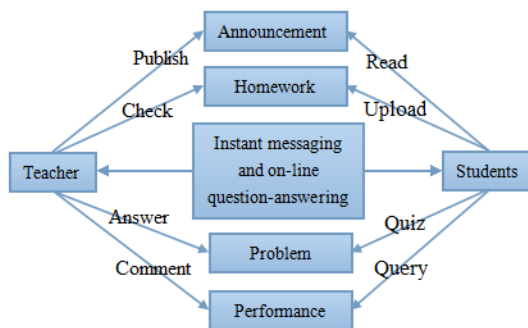 Announcement
Publish
Read
Homework
Check
Upload
Instant messaging
and on-line
question-answering
Teacher
Students
Answer
Quiz
Problem
Comment
Query
Performance